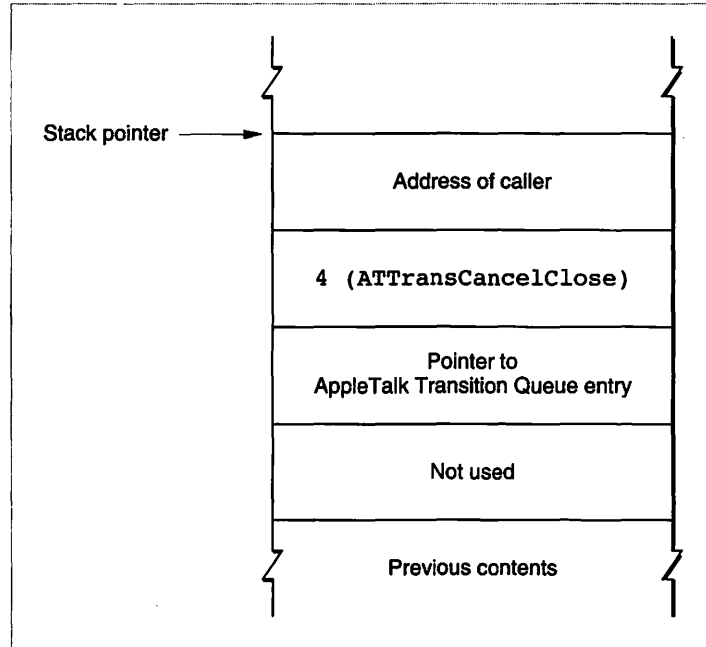 Stack pointer
Address of caller
4 (ATTransCancelClose)
Pointer to
AppleTalk Transition Queue entry
Not used
Previous contents